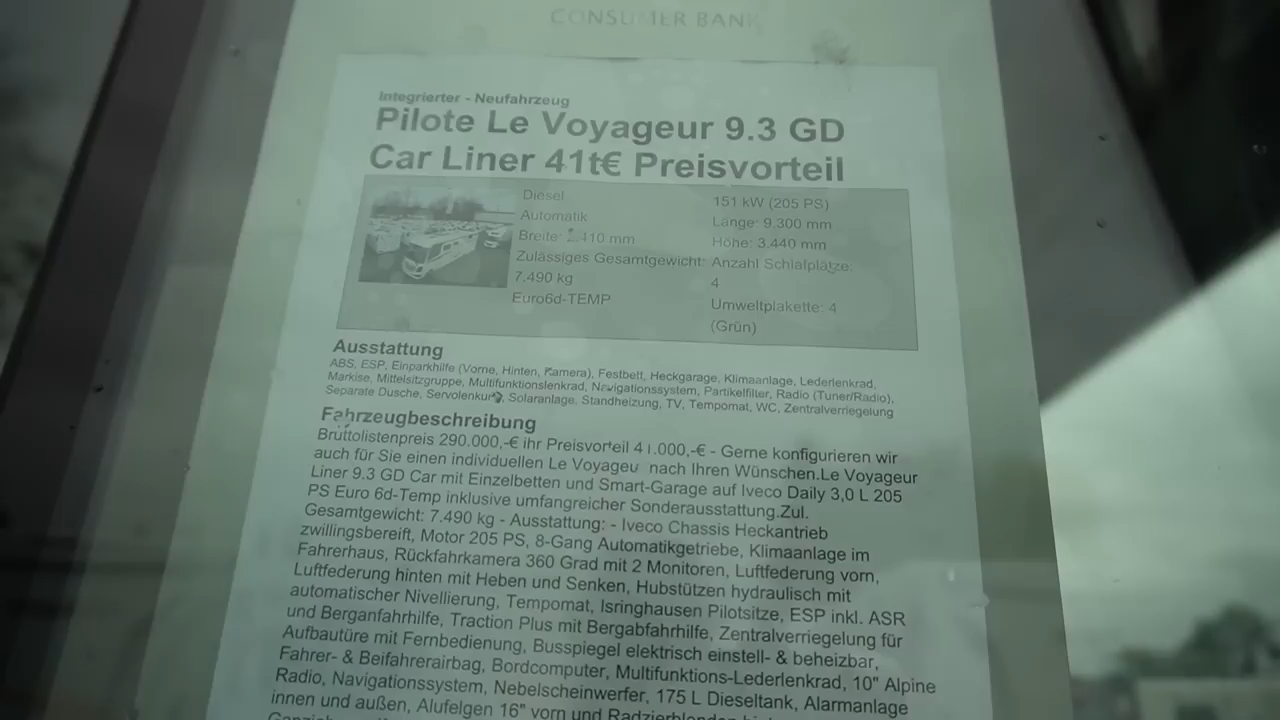 CONSUMER BANK
Integrierter - Neufahrzeug
Pilote Le Voyageur 9.3 GD
Car Liner 41t€ Preisvorteil
Diesel
Automatik
Breite: 2.410 mm
Zulässiges Gesamtgewicht:
7.490 kg
Euro6d-TEMP
151 kW (205 PS)
Länge: 9.300 mm
Höhe: 3.440 mm
Anzahl Schlafplätze:
4
Umweltplakette: 4
(Grün)
Ausstattung
ABS, ESP, Einparkhilfe (Vorne, Hinten, Kamera), Festbett, Heckgarage, Klimaanlage, Lederlenkrad,
Markise, Mittelsitzgruppe, Multifunktionslenkrad, Navigationssystem, Partikelfilter, Radio (Tuner/Radio),
Separate Dusche, Servolenkung, Solaranlage, Standheizung, TV, Tempomat, WC, Zentralverriegelung
Fahrzeugbeschreibung
Bruttolistenpreis 290.000,-€ ihr Preisvorteil 41.000,-€ - Gerne konfigurieren wir
auch für Sie einen individuellen Le Voyageur nach Ihren Wünschen.Le Voyageur
Liner 9.3 GD Car mit Einzelbetten und Smart-Garage auf Iveco Daily 3,0 L 205
PS Euro 6d-Temp inklusive umfangreicher Sonderausstattung.Zul.
Gesamtgewicht: 7.490 kg - Ausstattung: - Iveco Chassis Heckantrieb
zwillingsbereift, Motor 205 PS, 8-Gang Automatikgetriebe, Klimaanlage im
Fahrerhaus, Rückfahrkamera 360 Grad mit 2 Monitoren, Luftfederung vorn,
Luftfederung hinten mit Heben und Senken, Hubstützen hydraulisch mit
automatischer Nivellierung, Tempomat, Isringhausen Pilotsitze, ESP inkl. ASR
und Berganfahrhilfe, Traction Plus mit Bergabfahrhilfe, Zentralverriegelung für
Aufbautüre mit Fernbedienung, Busspiegel elektrisch einstell- & beheizbar,
Fahrer- & Beifahrerairbag, Bordcomputer, Multifunktions-Lederlenkrad, 10" Alpine
Radio, Navigationssystem, Nebelscheinwerfer, 175 L Dieseltank, Alarmanlage
innen und außen, Alufelgen 16" vorn und Radzierblenden